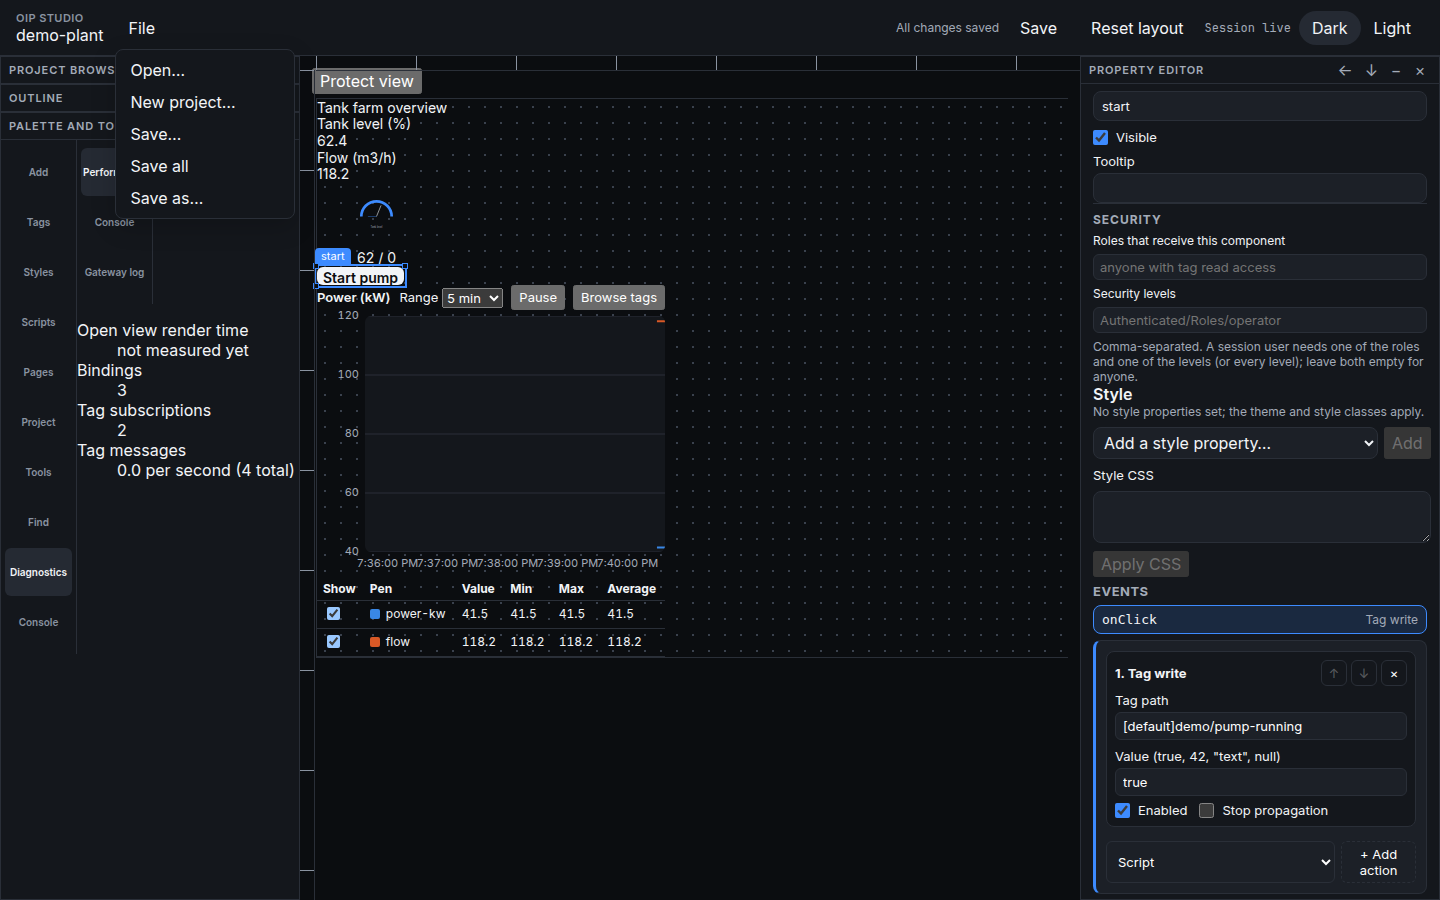 OIP STUDIO
demo-plant
File
All changes saved
Save
Reset layout
Session live
Dark
Light
Open...
New project...
Save...
Save all
Save as...
PROJECT BROWS
OUTLINE
PALETTE AND TO
Add
Tags
Styles
Scripts
Pages
Project
Tools
Find
Diagnostics
Console
Perfor
Console
Gateway log
Open view render time
not measured yet
Bindings
3
Tag subscriptions
2
Tag messages
0.0 per second (4 total)
Protect view
Tank farm overview
Tank level (%)
62.4
Flow (m3/h)
118.2
start
62 / 0
Start pump
Power (kW)
Range
5 min
Pause
Browse tags
120
100
80
60
40
7:36:00 PM
7:37:00 PM
7:38:00 PM
7:39:00 PM
7:40:00 PM
Show Pen Value Min Max Average
power-kw 41.5 41.5 41.5 41.5
flow 118.2 118.2 118.2 118.2
PROPERTY EDITOR
start
Visible
Tooltip
SECURITY
Roles that receive this component
anyone with tag read access
Security levels
Authenticated/Roles/operator
Comma-separated. A session user needs one of the roles
and one of the levels (or every level); leave both empty for
anyone.
Style
No style properties set; the theme and style classes apply.
Add a style property...
Add
Style CSS
Apply CSS
EVENTS
onClick
Tag write
1. Tag write
Tag path
[default]demo/pump-running
Value (true, 42, "text", null)
true
Enabled
Stop propagation
Script
+ Add
action